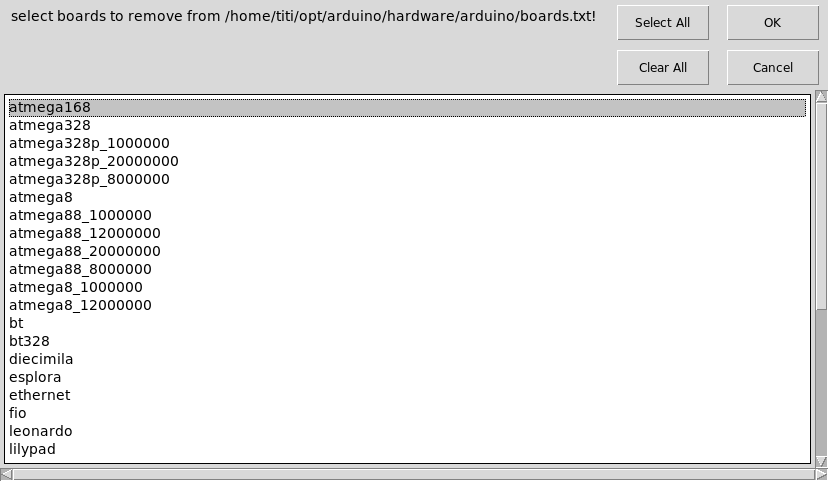 select boards to remove from /home/titi/opt/arduino/hardware/arduino/boards.txt!
Select All
OK
Clear All
Cancel
atmega168
atmega328
atmega328p_1000000
atmega328p_20000000
atmega328p_8000000
atmega8
atmega88_1000000
atmega88_12000000
atmega88_20000000
atmega88_8000000
atmega8_1000000
atmega8_12000000
bt
bt328
diecimila
esplora
ethernet
fio
leonardo
lilypad